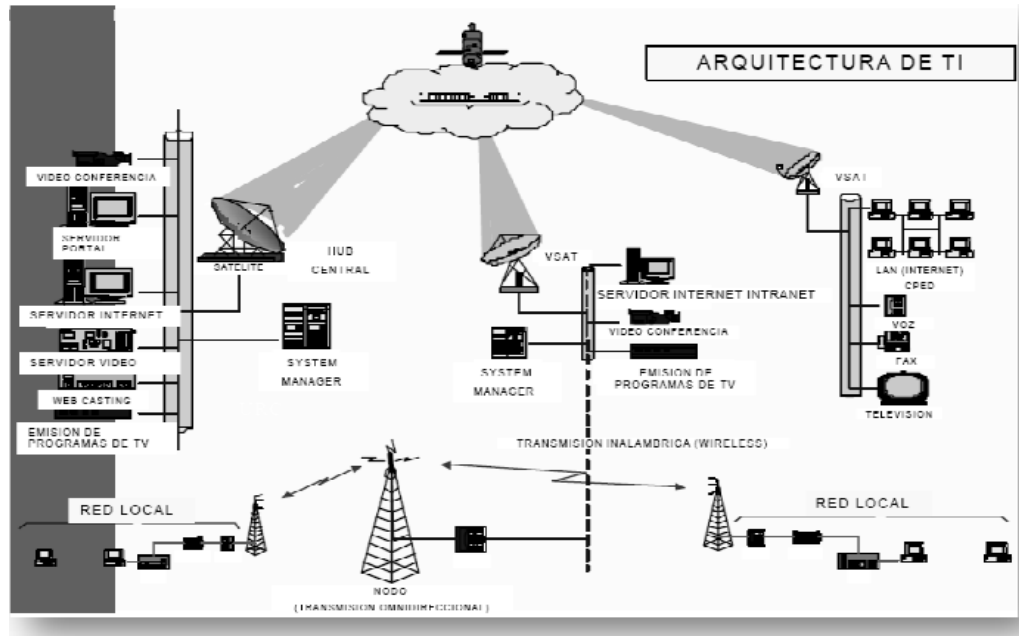 ARQUITECTURA DE TI
VIDEO CONFERENCIA
SERVIDOR
PORTAL
SERVIDOR INTERNET
SERVIDOR VIDEO
WEB CASTING
EMISION DE
PROGRAMAS DE TV
SATELITE
HUB
CENTRAL
SYSTEM
MANAGER
VSAT
SERVIDOR INTERNET INTRANET
VIDEO CONFERENCIA
EMISION DE
PROGRAMAS DE TV
SYSTEM
MANAGER
VSAT
LAN (INTERNET)
CPED
VOZ
FAX
TELEVISION
TRANSMISION INALAMBRICA (WIRELESS)
RED LOCAL
RED LOCAL
NODO
(TRANSMISION OMNIDIRECCIONAL)